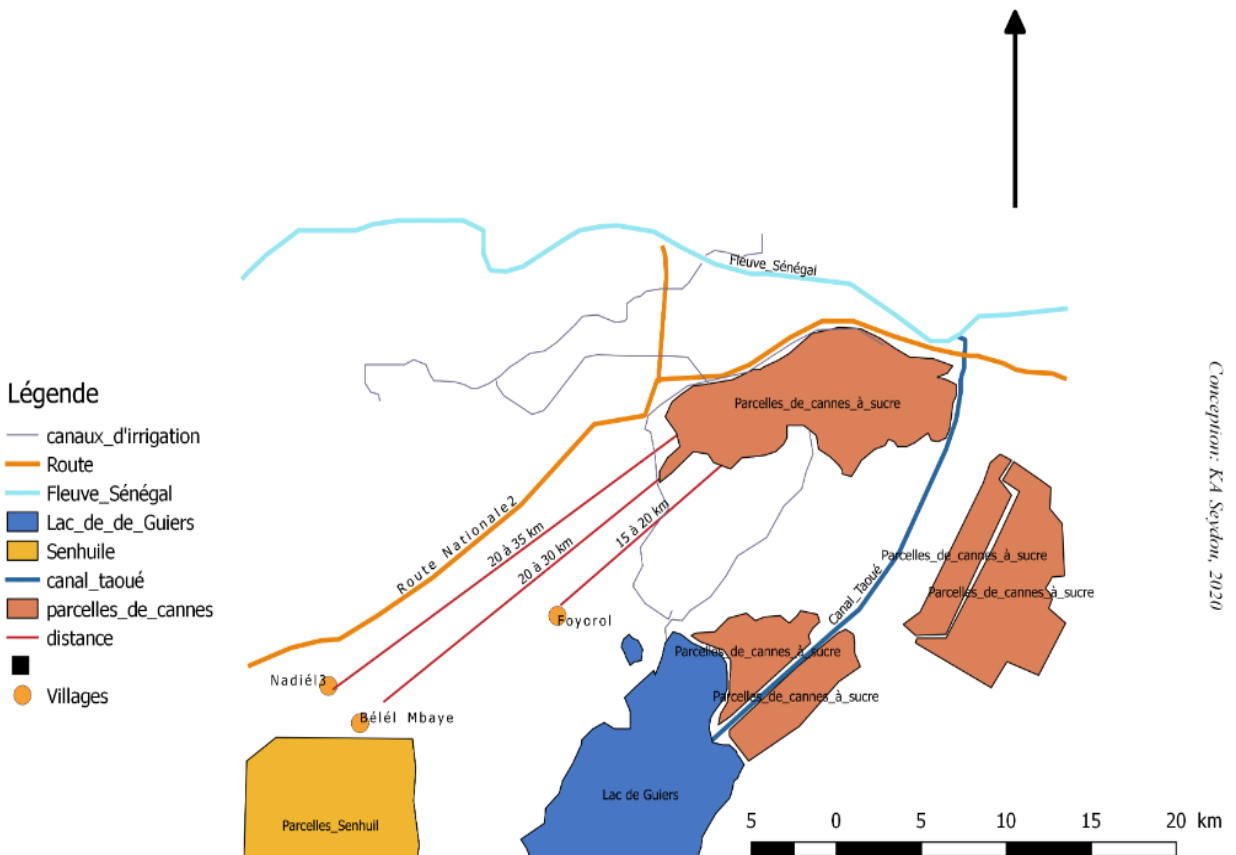 Légende
canaux_d'irrigation
Route
Fleuve_Sénégal
Lac_de_de_Guiers
Senhuile
canal_taoué
parcelles_de_cannes
distance
Villages
Fleuve_Sénégal
Parcelles_de_cannes_à_sucre
Route Nationale2
20 à 35 km
20 à 30 km
15 à 20 km
Foyorol
Nadiél3
Bélél Mbaye
Canal_Taoué
Parcelles_de_cannes_à_sucre
Parcelles_de_cannes_à_sucre
Parcelles_de_cannes_à_sucre
Parcelles_de_cannes_à_sucre
Lac de Guiers
Parcelles_Senhuil
5 0 5 10 15 20 km
Conception: KA Seydou, 2020